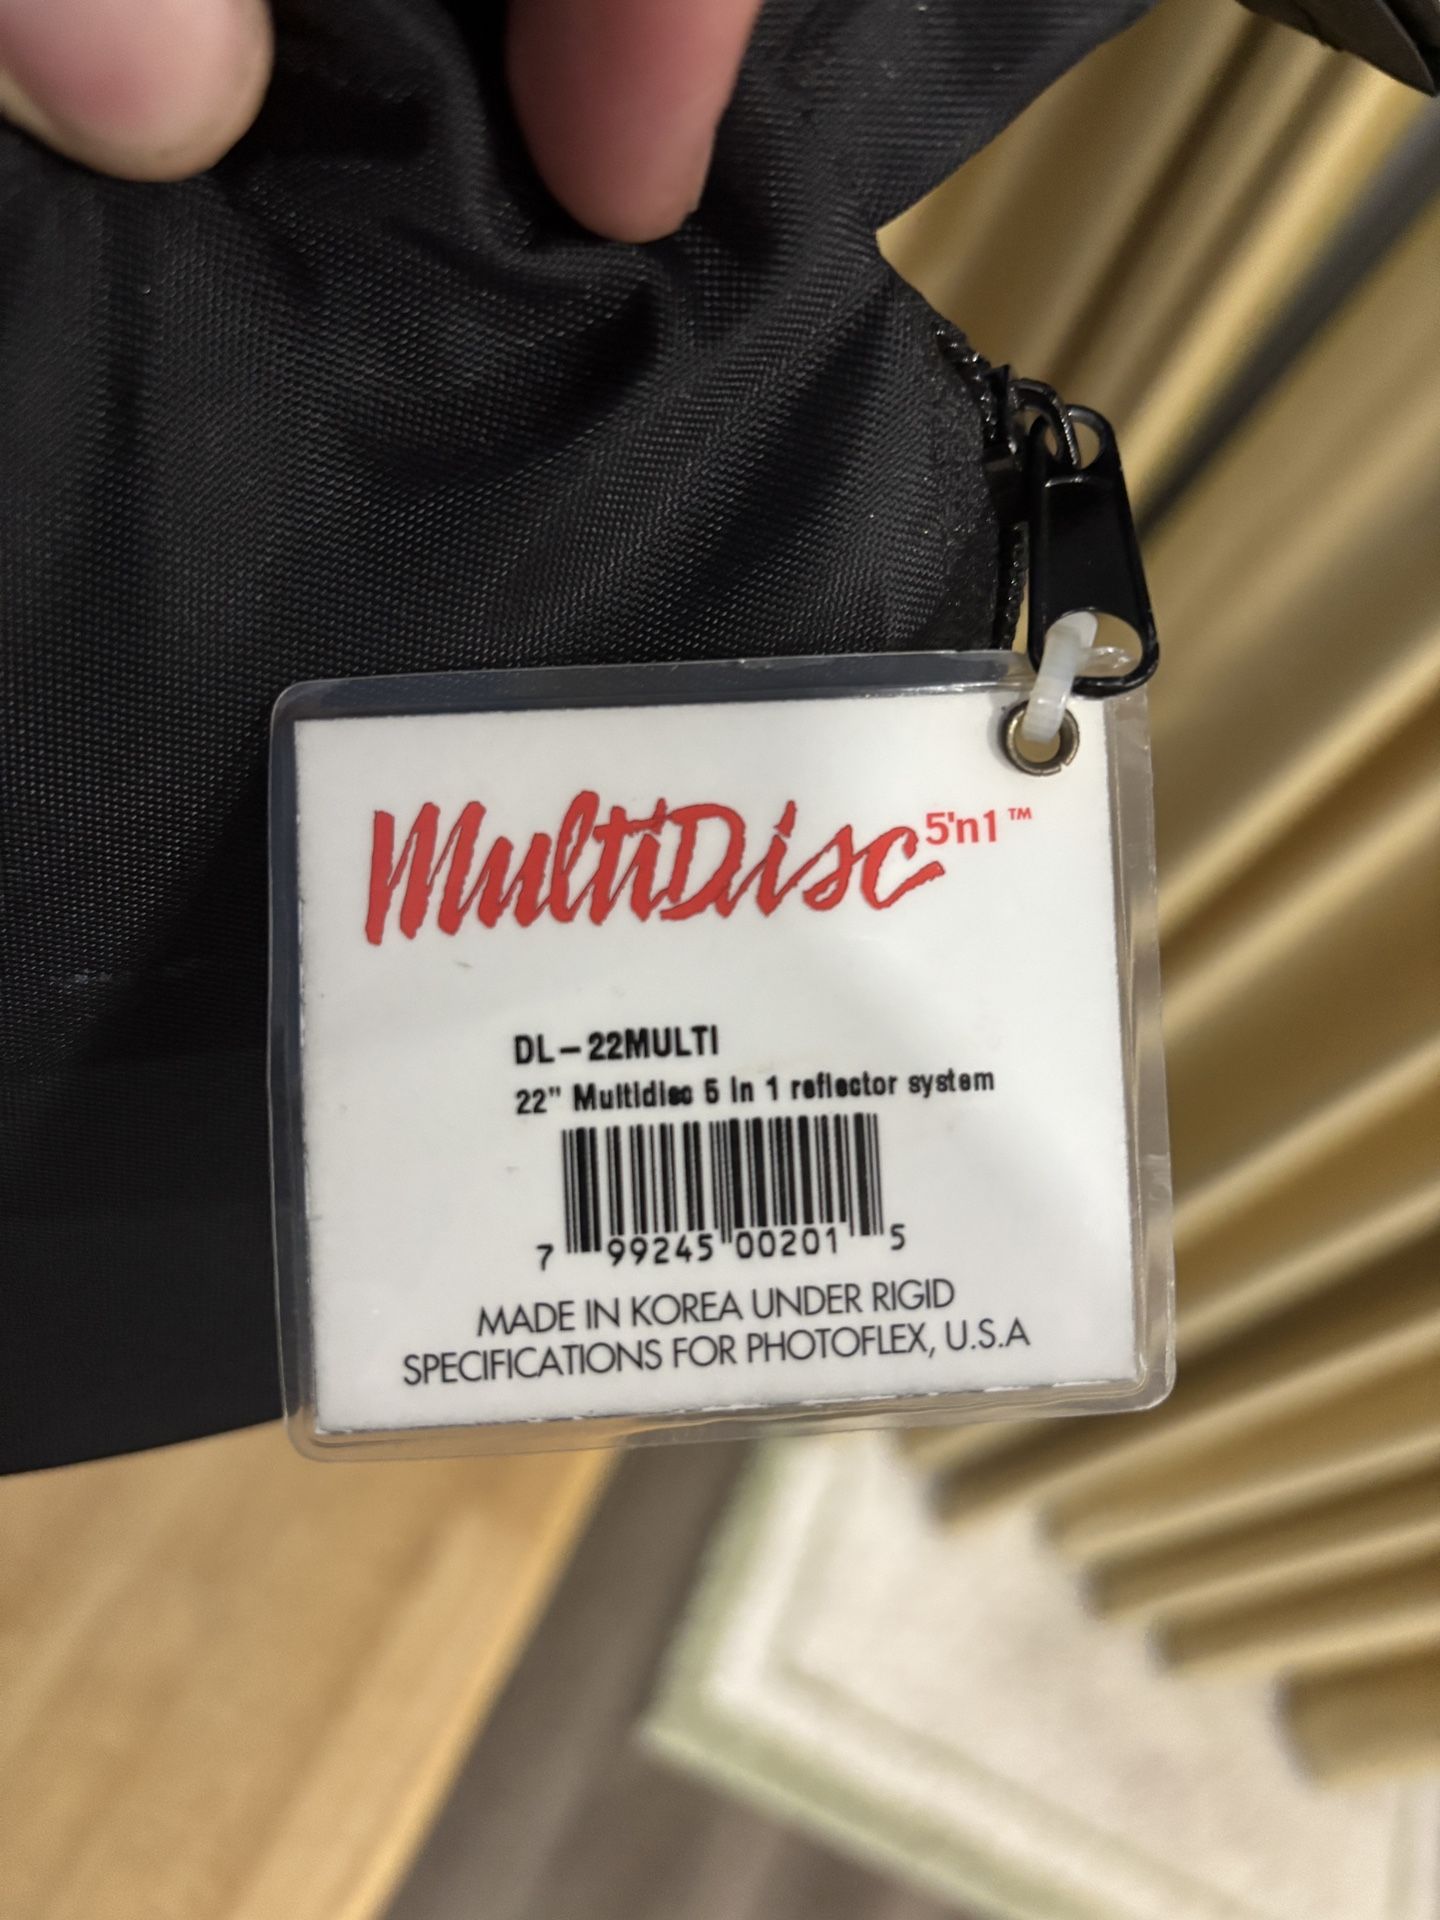 MultiDisc 5'n1™
DL-22MULTI
22" Multidisc 5 in 1 reflector system
7 99245 00201 5
MADE IN KOREA UNDER RIGID
SPECIFICATIONS FOR PHOTOFLEX, U.S.A